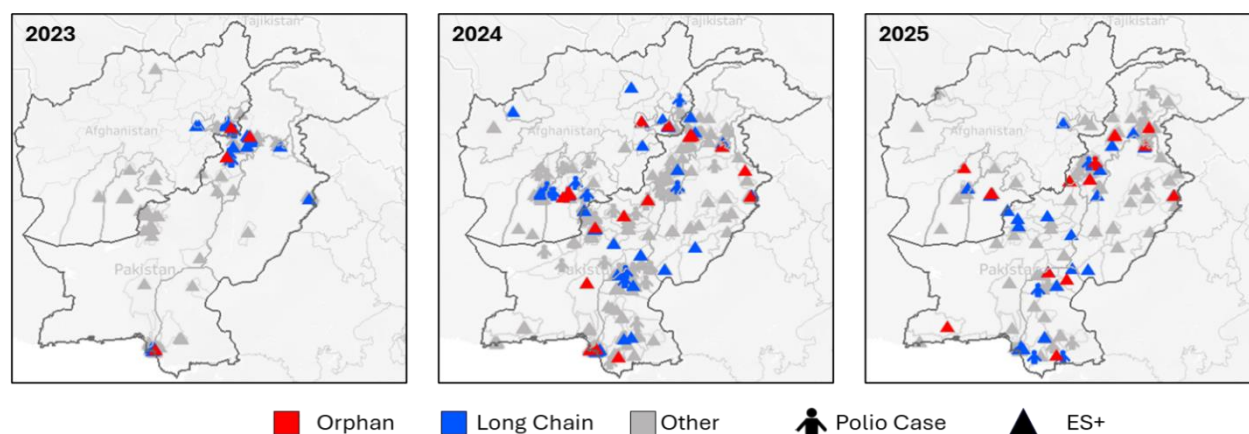 2023
Tajikistan
Afghanistan
Pakistan
2024
Tajikistan
Afghanistan
Pakistan
2025
Tajikistan
Afghanistan
Pakistan
Orphan
Long Chain
Other
Polio Case
ES+